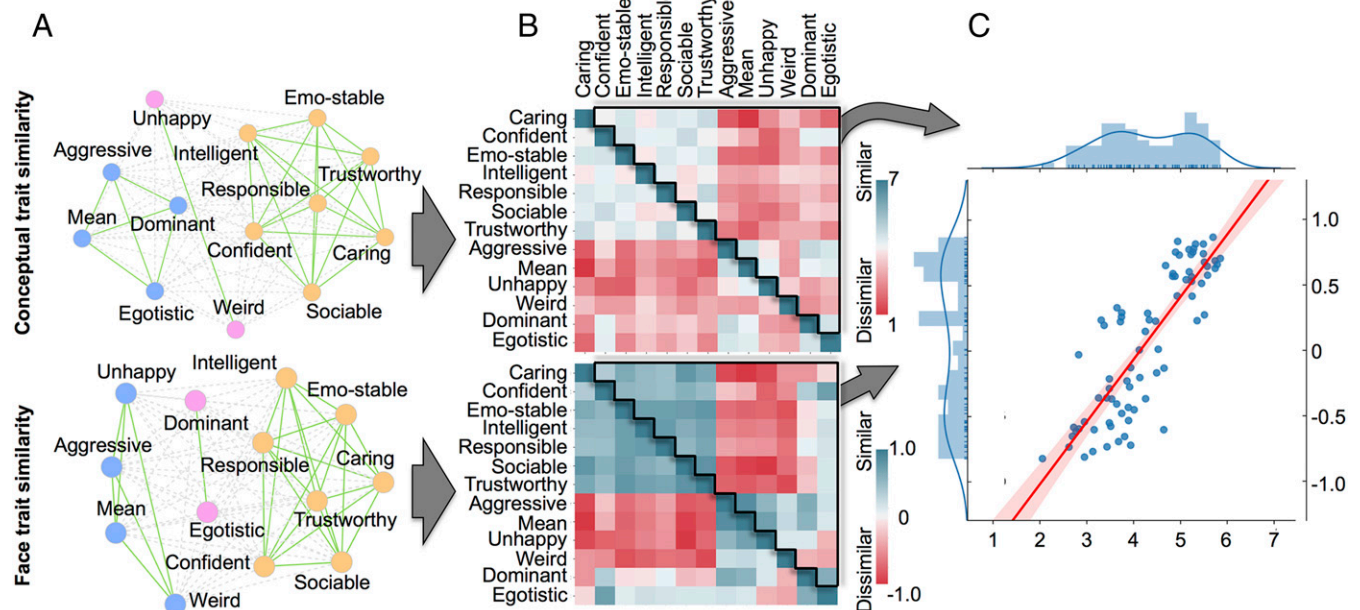 A
B
C
Conceptual trait similarity
Unhappy
Emo-stable
Aggressive
Intelligent
Trustworthy
Responsible
Mean
Dominant
Confident
Caring
Egotistic
Weird
Sociable
Face trait similarity
Unhappy
Intelligent
Emo-stable
Dominant
Aggressive
Responsible
Caring
Mean
Egotistic
Trustworthy
Confident
Sociable
Weird
Caring
Confident
Emo-stable
Intelligent
Responsibl
Sociable
Trustworthy
Aggressive
Mean
Unhappy
Weird
Dominant
Egotistic
Caring
Confident
Emo-stable
Intelligent
Responsible
Sociable
Trustworthy
Aggressive
Mean
Unhappy
Weird
Dominant
Egotistic
Similar
7
Dissimilar
1
Caring
Confident
Emo-stable
Intelligent
Responsible
Sociable
Trustworthy
Aggressive
Mean
Unhappy
Weird
Dominant
Egotistic
Similar
1.0
0
Dissimilar
-1.0
1.0
0.5
0
-0.5
-1.0
1 2 3 4 5 6 7